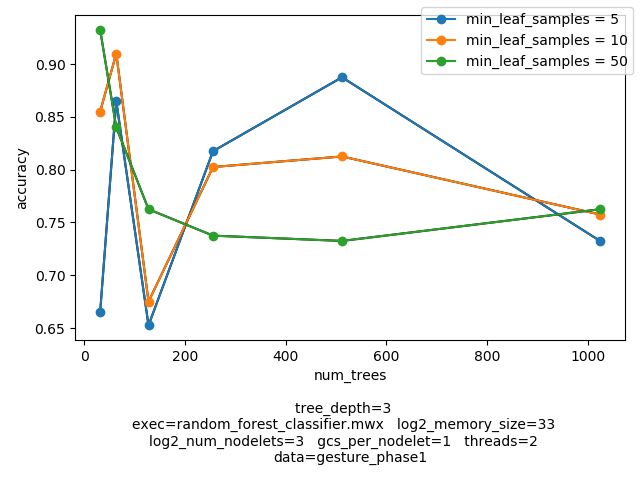 min_leaf_samples = 5
min_leaf_samples = 10
min_leaf_samples = 50
0.90
0.85
0.80
0.75
0.70
0.65
accuracy
0 200 400 600 800 1000
num_trees
tree_depth=3
exec=random_forest_classifier.mwx log2_memory_size=33
log2_num_nodelets=3 gcs_per_nodelet=1 threads=2
data=gesture_phase1